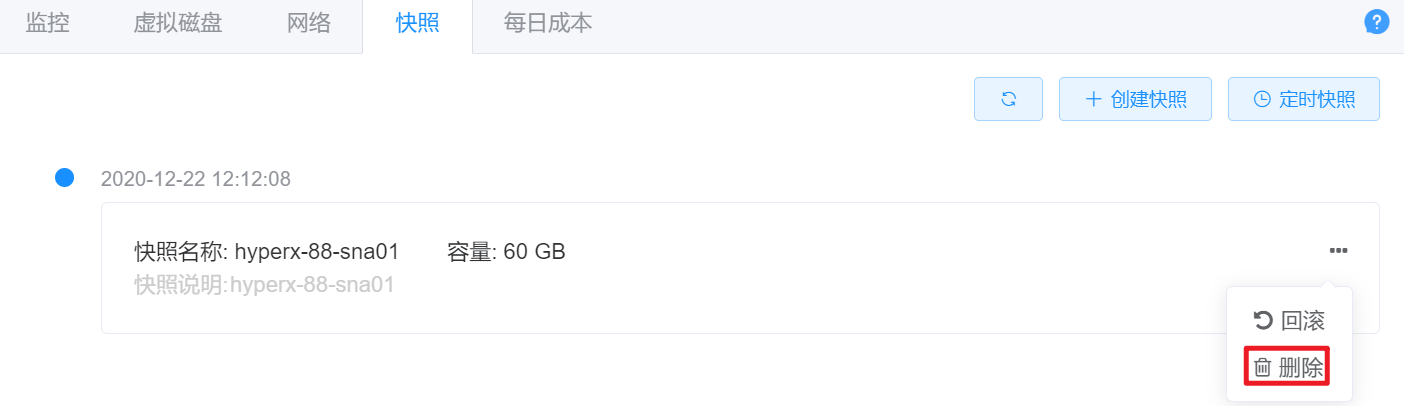 监控 虚拟磁盘 网络 快照 每日成本
创建快照 定时快照
2020-12-22 12:12:08
快照名称: hyperx-88-sna01 容量: 60 GB
快照说明:hyperx-88-sna01
回滚
删除